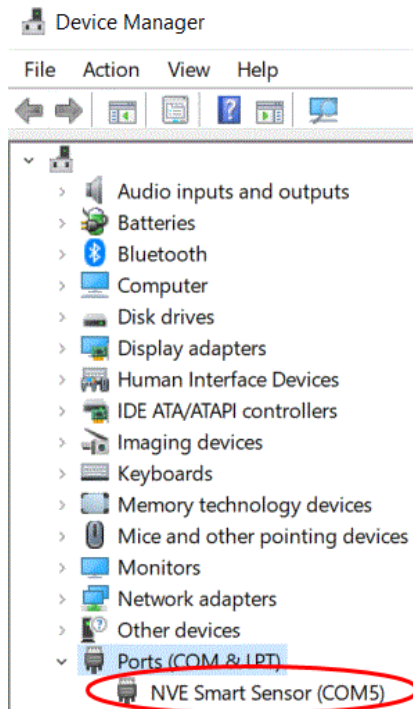 Device Manager
File Action View Help
Audio inputs and outputs
Batteries
Bluetooth
Computer
Disk drives
Display adapters
Human Interface Devices
IDE ATA/ATAPI controllers
Imaging devices
Keyboards
Memory technology devices
Mice and other pointing devices
Monitors
Network adapters
Other devices
Ports (COM & LPT)
NVE Smart Sensor (COM5)